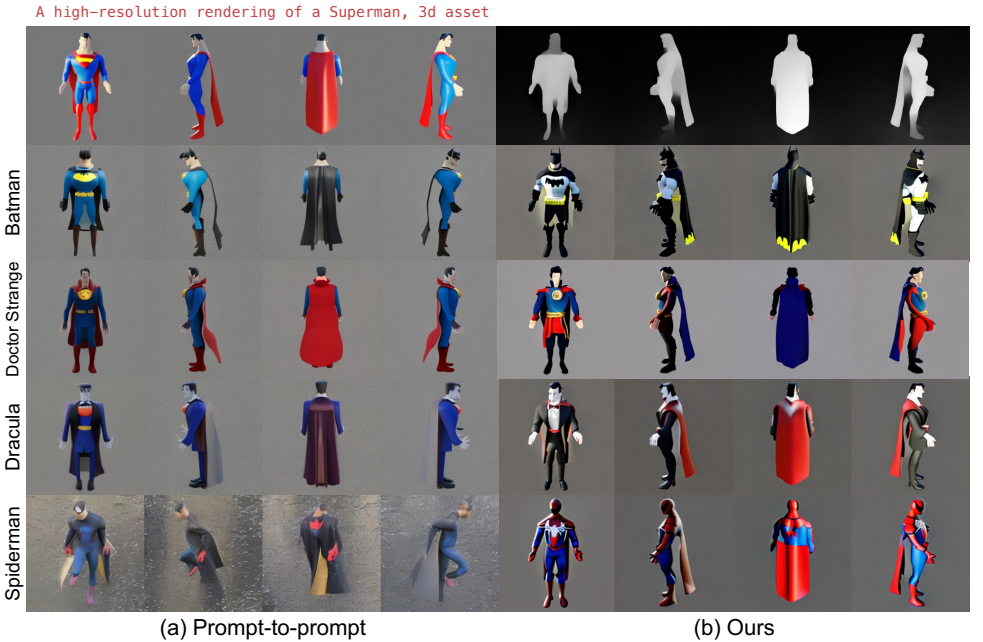 A high-resolution rendering of a Superman, 3d asset
Batman
Doctor Strange
Dracula
Spiderman
(a) Prompt-to-prompt
(b) Ours